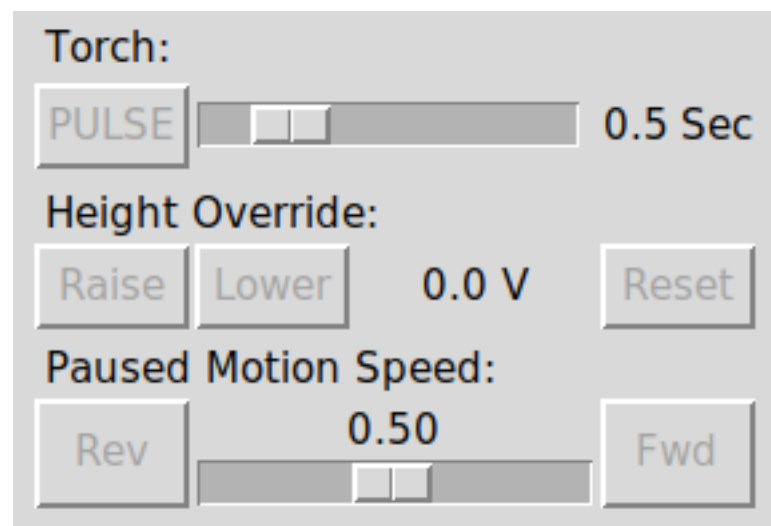 Torch:
PULSE 0.5 Sec
Height Override:
Raise Lower 0.0 V Reset
Paused Motion Speed:
Rev 0.50 Fwd